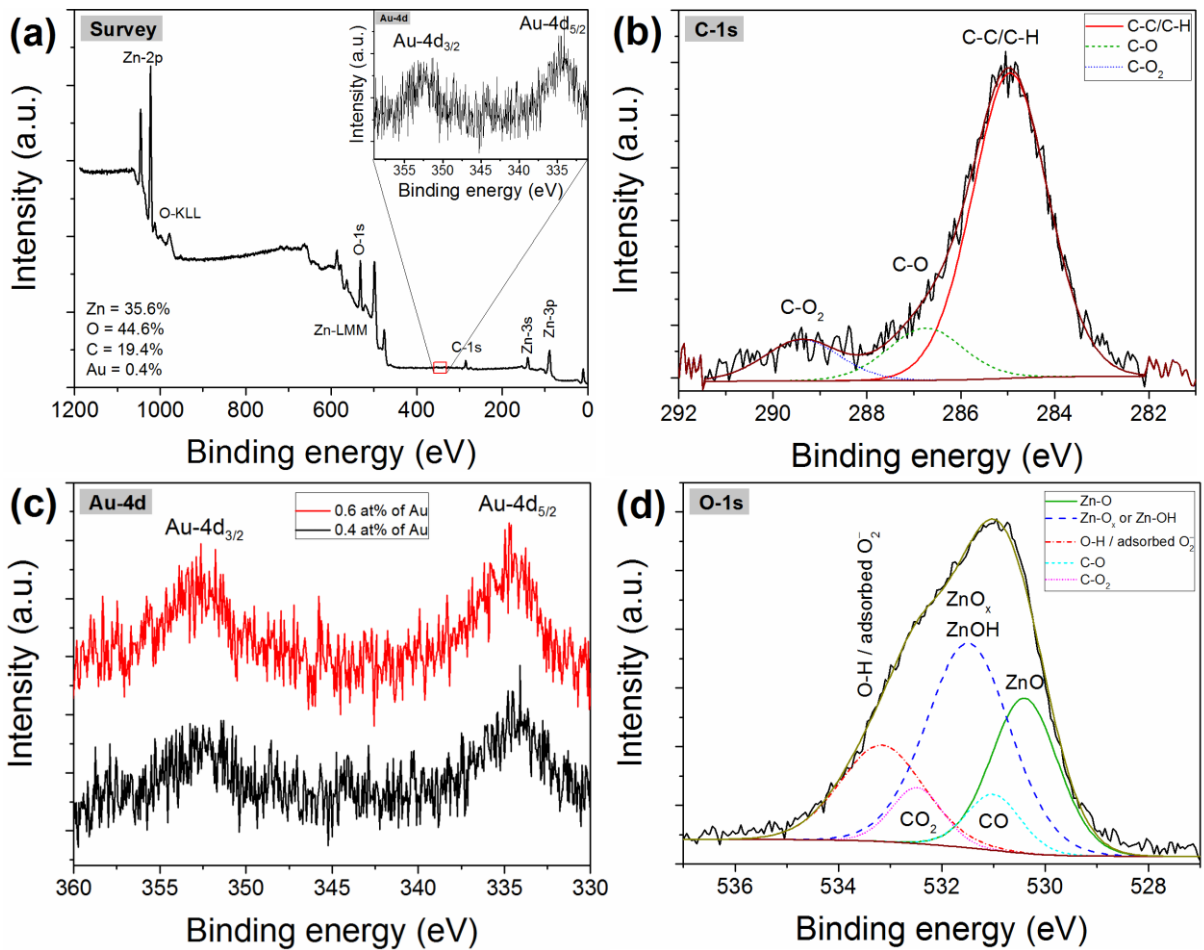 (a)
Survey
Zn-2p
O-KLL
O-1s
Zn-LMM
C-1s
Zn-3s
Zn-3p
Zn = 35.6%
O = 44.6%
C = 19.4%
Au = 0.4%
Au-4d
Au-4d3/2
Au-4d5/2
355 350 345 340 335
Binding energy (eV)
Intensity (a.u.)
1200 1000 800 600 400 200 0
Binding energy (eV)
Intensity (a.u.)
(b)
C-1s
C-C/C-H
C-O
C-O2
C-C/C-H
C-O
C-O2
292 290 288 286 284 282
Binding energy (eV)
Intensity (a.u.)
(c)
Au-4d
0.6 at% of Au
0.4 at% of Au
Au-4d3/2
Au-4d5/2
360 355 350 345 340 335 330
Binding energy (eV)
Intensity (a.u.)
(d)
O-1s
Zn-O
Zn-Ox or Zn-OH
O-H / adsorbed O2-
C-O
C-O2
O-H / adsorbed O2-
ZnOx
ZnOH
ZnO
CO2
CO
536 534 532 530 528
Binding energy (eV)
Intensity (a.u.)